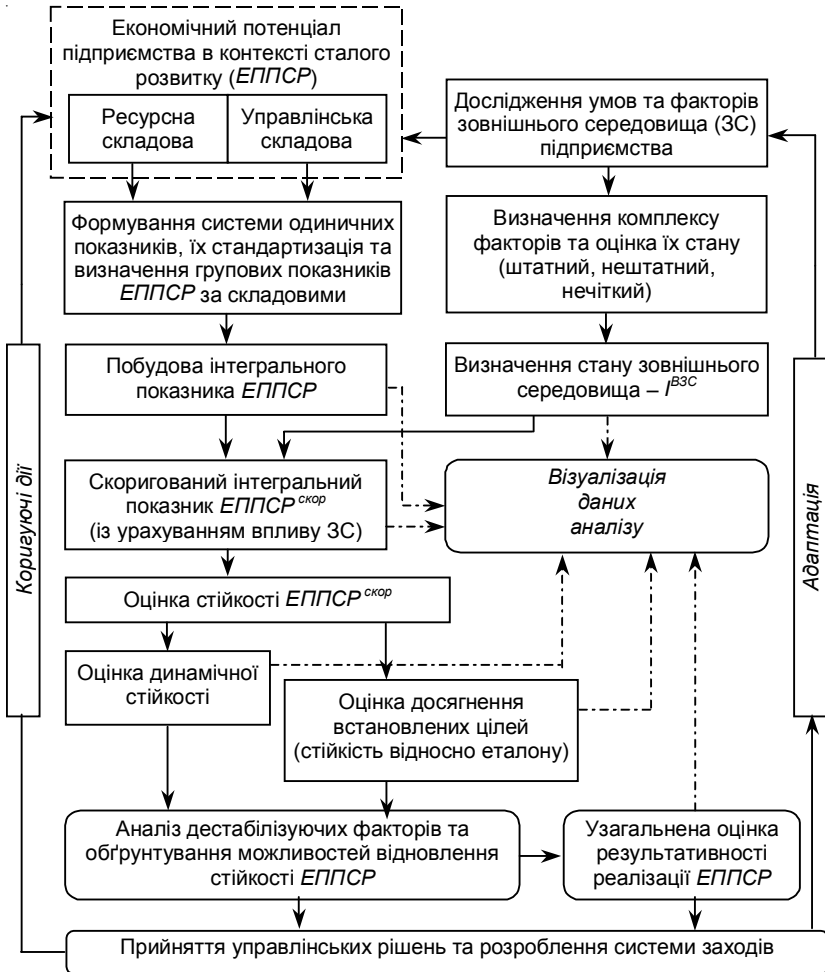 Економічний потенціал
підприємства в контексті сталого
розвитку (ЕППСР)
Ресурсна
складова
Управлінська
складова
Дослідження умов та факторів
зовнішнього середовища (ЗС)
підприємства
Формування системи одиничних
показників, їх стандартизація та
визначення групових показників
ЕППСР за складовими
Визначення комплексу
факторів та оцінка їх стану
(штатний, нештатний,
нечіткий)
Побудова інтегрального
показника ЕППСР
Визначення стану зовнішнього
середовища – I^ВЗС
Скоригований інтегральний
показник ЕППСР^скор
(із урахуванням впливу ЗС)
Візуалізація
даних
аналізу
Коригуючі дії
Адаптація
Оцінка стійкості ЕППСР^скор
Оцінка динамічної
стійкості
Оцінка досягнення
встановлених цілей
(стійкість відносно еталону)
Аналіз дестабілізуючих факторів та
обґрунтування можливостей відновлення
стійкості ЕППСР
Узагальнена оцінка
результативності
реалізації ЕППСР
Прийняття управлінських рішень та розроблення системи заходів